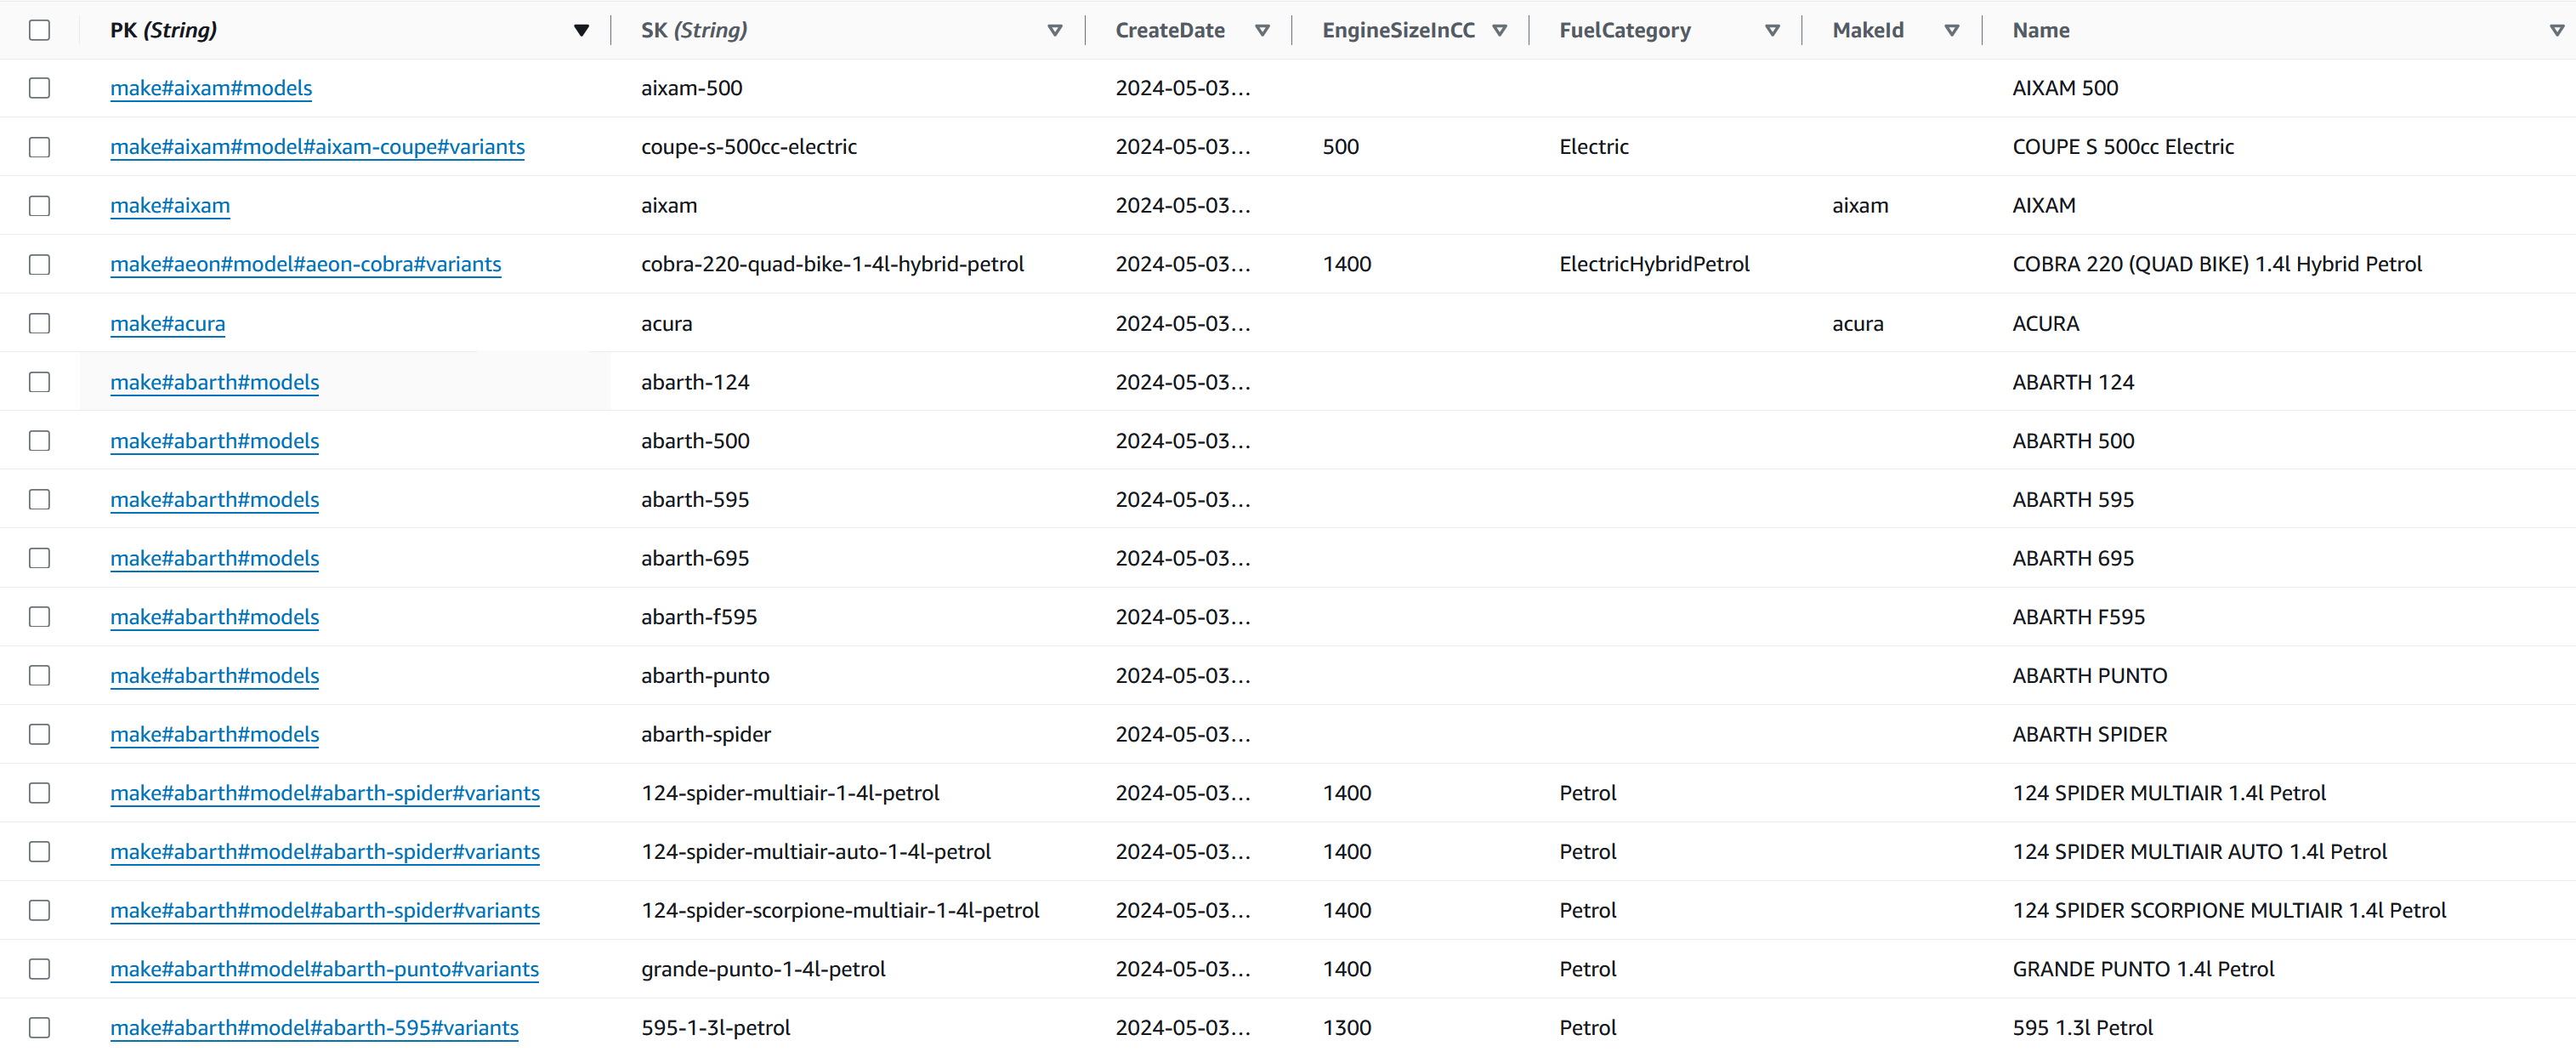 PK (String) SK (String) CreateDate EngineSizeInCC FuelCategory MakeId Name
make#aixam#models aixam-500 2024-05-03... AIXAM 500
make#aixam#model#aixam-coupe#variants coupe-s-500cc-electric 2024-05-03... 500 Electric COUPE S 500cc Electric
make#aixam aixam 2024-05-03... aixam AIXAM
make#aeon#model#aeon-cobra#variants cobra-220-quad-bike-1-4l-hybrid-petrol 2024-05-03... 1400 ElectricHybridPetrol COBRA 220 (QUAD BIKE) 1.4l Hybrid Petrol
make#acura acura 2024-05-03... acura ACURA
make#abarth#models abarth-124 2024-05-03... ABARTH 124
make#abarth#models abarth-500 2024-05-03... ABARTH 500
make#abarth#models abarth-595 2024-05-03... ABARTH 595
make#abarth#models abarth-695 2024-05-03... ABARTH 695
make#abarth#models abarth-f595 2024-05-03... ABARTH F595
make#abarth#models abarth-punto 2024-05-03... ABARTH PUNTO
make#abarth#models abarth-spider 2024-05-03... ABARTH SPIDER
make#abarth#model#abarth-spider#variants 124-spider-multiair-1-4l-petrol 2024-05-03... 1400 Petrol 124 SPIDER MULTIAIR 1.4l Petrol
make#abarth#model#abarth-spider#variants 124-spider-multiair-auto-1-4l-petrol 2024-05-03... 1400 Petrol 124 SPIDER MULTIAIR AUTO 1.4l Petrol
make#abarth#model#abarth-spider#variants 124-spider-scorpione-multiair-1-4l-petrol 2024-05-03... 1400 Petrol 124 SPIDER SCORPIONE MULTIAIR 1.4l Petrol
make#abarth#model#abarth-punto#variants grande-punto-1-4l-petrol 2024-05-03... 1400 Petrol GRANDE PUNTO 1.4l Petrol
make#abarth#model#abarth-595#variants 595-1-3l-petrol 2024-05-03... 1300 Petrol 595 1.3l Petrol